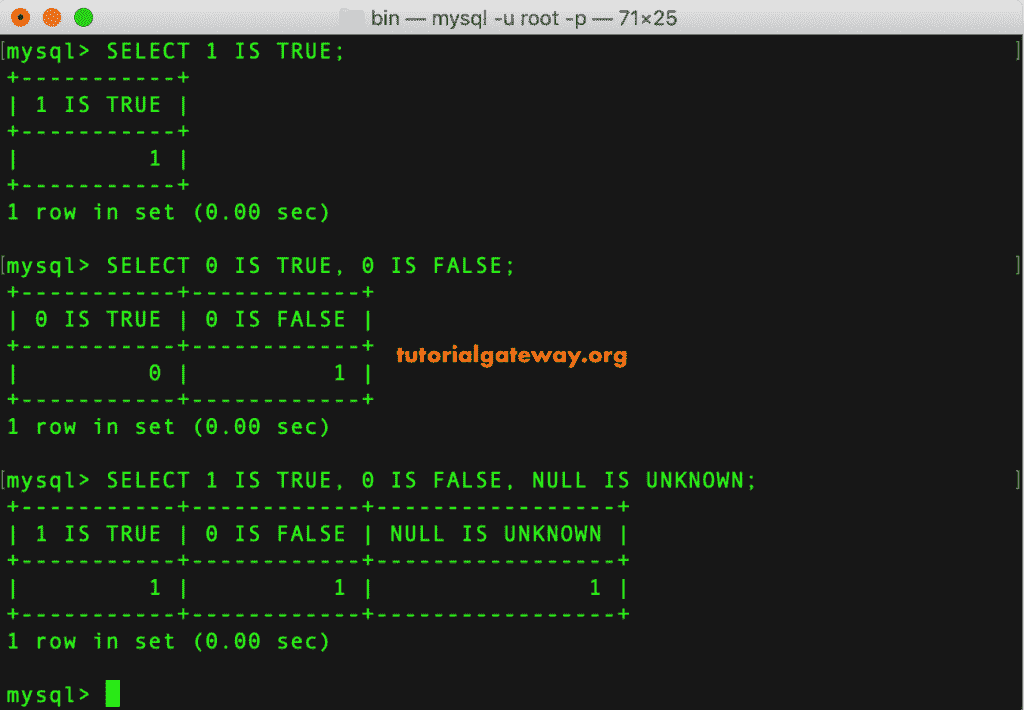 bin — mysql -u root -p — 71×25
[mysql> SELECT 1 IS TRUE; ]
+-----------+
| 1 IS TRUE |
+-----------+
|         1 |
+-----------+
1 row in set (0.00 sec)
[mysql> SELECT 0 IS TRUE, 0 IS FALSE; ]
+-----------+------------+
| 0 IS TRUE | 0 IS FALSE |
+-----------+------------+
tutorialgateway.org
|         0 |          1 |
+-----------+------------+
1 row in set (0.00 sec)
[mysql> SELECT 1 IS TRUE, 0 IS FALSE, NULL IS UNKNOWN; ]
+-----------+------------+-----------------+
| 1 IS TRUE | 0 IS FALSE | NULL IS UNKNOWN |
+-----------+------------+-----------------+
|         1 |          1 |               1 |
+-----------+------------+-----------------+
1 row in set (0.00 sec)
mysql>